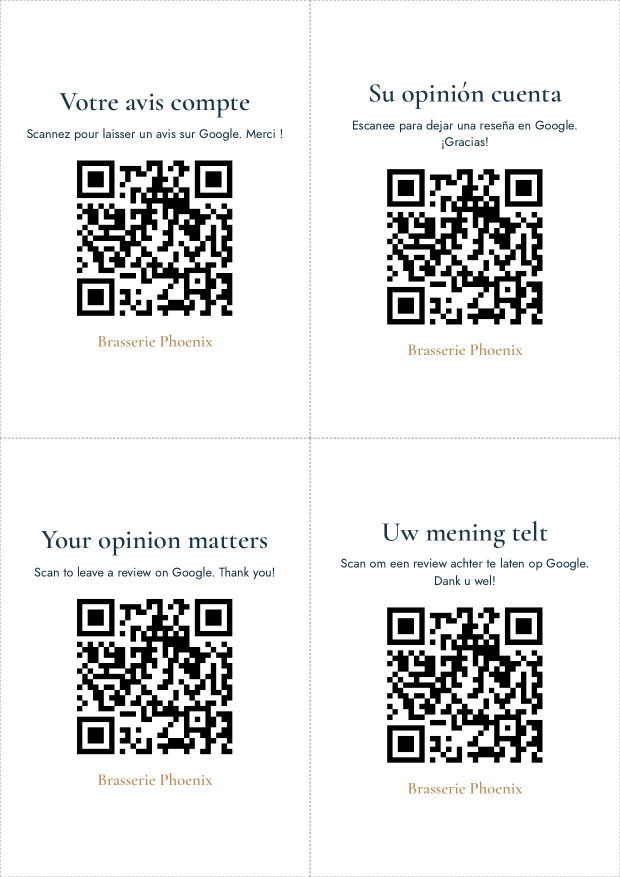 Votre avis compte
Scannez pour laisser un avis sur Google. Merci !
Brasserie Phoenix
Su opinión cuenta
Escanee para dejar una reseña en Google.
¡Gracias!
Brasserie Phoenix
Your opinion matters
Scan to leave a review on Google. Thank you!
Brasserie Phoenix
Uw mening telt
Scan om een review achter te laten op Google.
Dank u wel!
Brasserie Phoenix